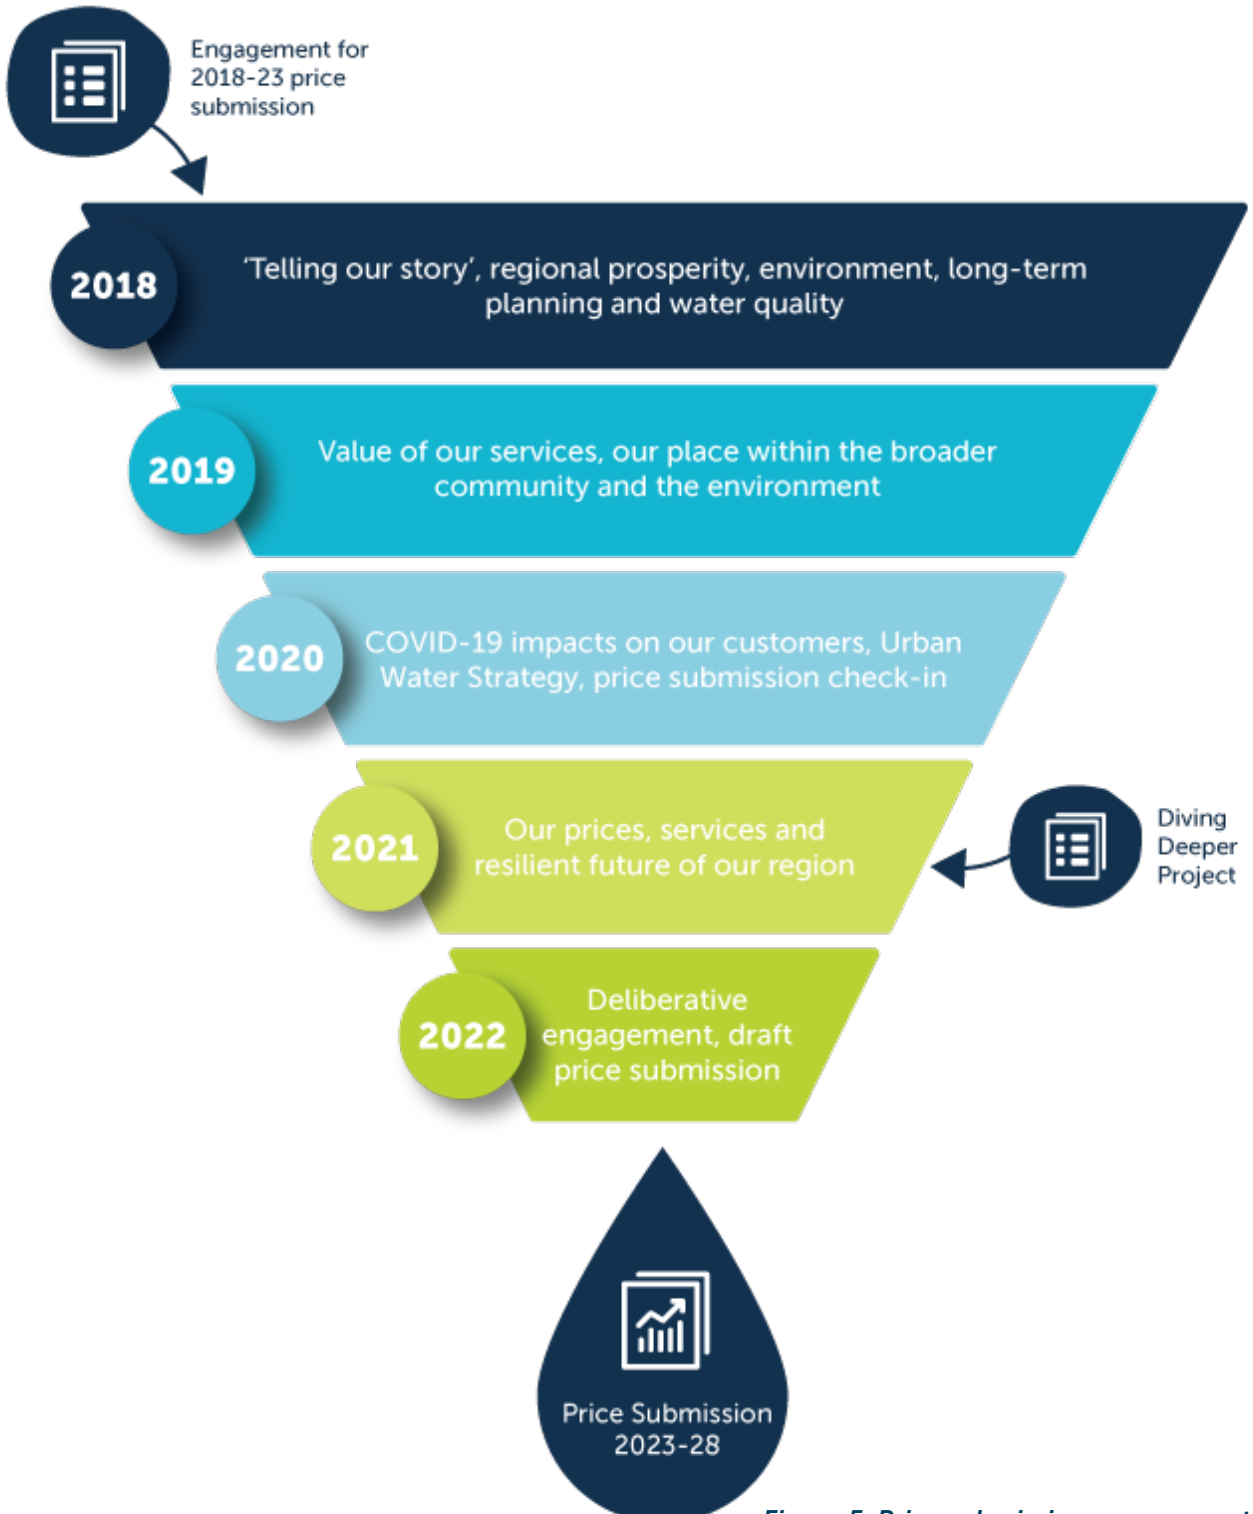 Engagement for
2018-23 price
submission
2018
‘Telling our story’, regional prosperity, environment, long-term
planning and water quality
2019
Value of our services, our place within the broader
community and the environment
2020
COVID-19 impacts on our customers, Urban
Water Strategy, price submission check-in
2021
Our prices, services and
resilient future of our region
Diving
Deeper
Project
2022
Deliberative
engagement, draft
price submission
Price Submission
2023-28